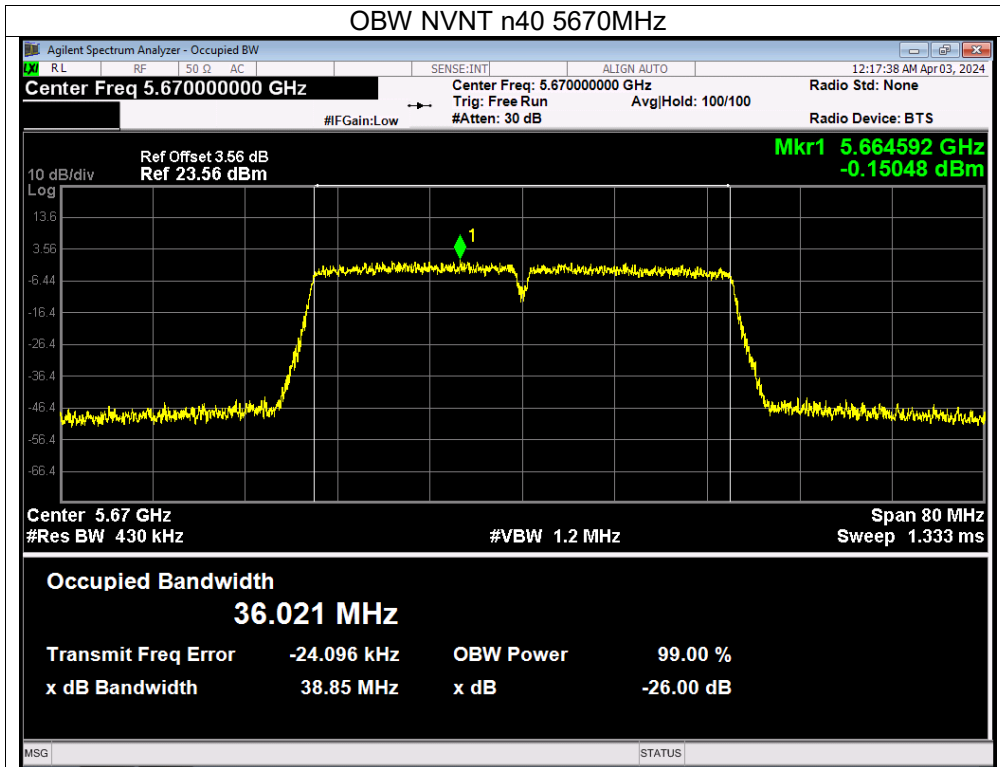 OBW NVNT n40 5670MHz
Agilent Spectrum Analyzer - Occupied BW
LXI RL RF 50 Ω AC SENSE:INT ALIGN AUTO 12:17:38 AM Apr 03, 2024
Center Freq 5.670000000 GHz Center Freq: 5.670000000 GHz Radio Std: None
Trig: Free Run Avg|Hold: 100/100
#IFGain:Low #Atten: 30 dB Radio Device: BTS
Ref Offset 3.56 dB Mkr1 5.664592 GHz
10 dB/div Ref 23.56 dBm -0.15048 dBm
Log
13.6
1
3.56
-6.44
-16.4
-26.4
-36.4
-46.4
-56.4
-66.4
Center 5.67 GHz Span 80 MHz
#Res BW 430 kHz #VBW 1.2 MHz Sweep 1.333 ms
Occupied Bandwidth
36.021 MHz
Transmit Freq Error -24.096 kHz OBW Power 99.00 %
x dB Bandwidth 38.85 MHz x dB -26.00 dB
MSG STATUS